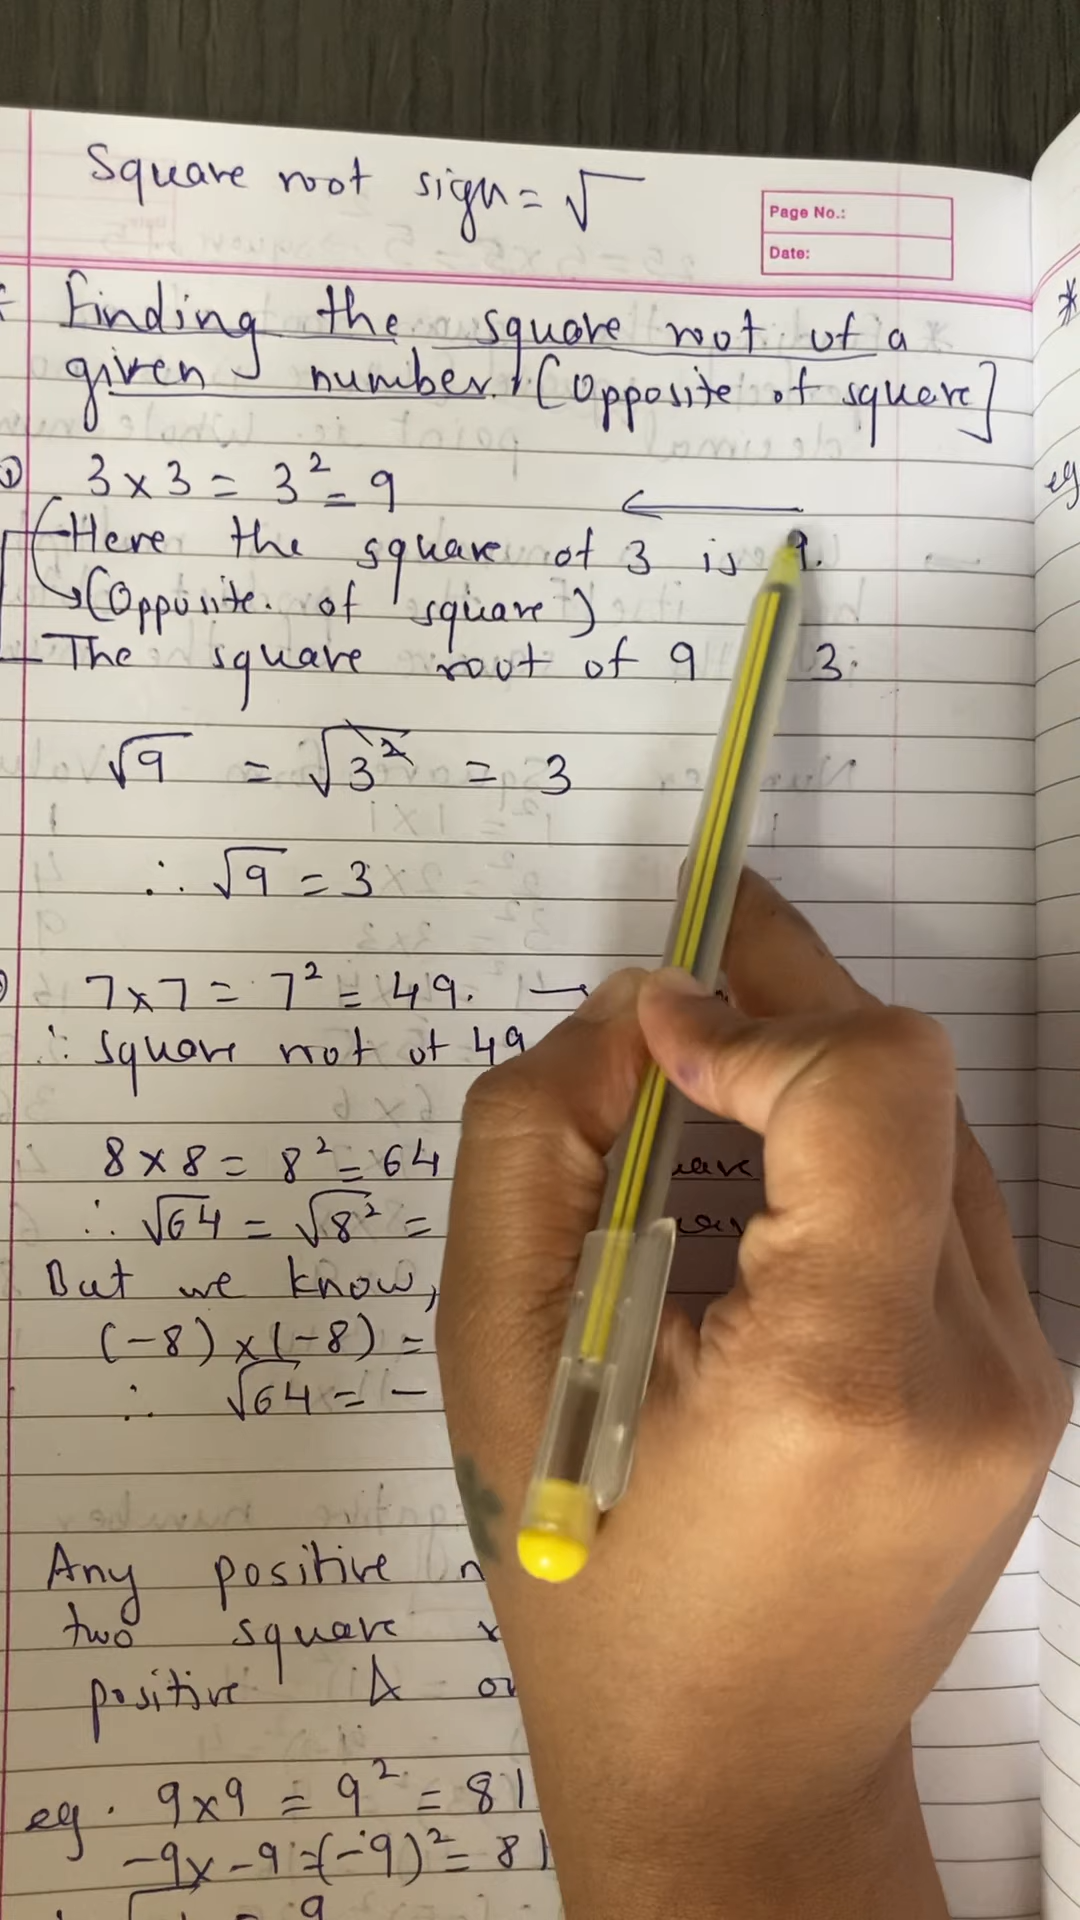 Square root sign = √
Page No.:
Date:
Finding the square root of a
given number. [Opposite of square]
① 3 × 3 = 3² = 9
Here the square of 3 is 9.
(Opposite of square)
The square root of 9 3.
√9 = √3² = 3
∴ √9 = 3
7 × 7 = 7² = 49. →
∴ square root of 49
8 × 8 = 8² = 64
∴ √64 = √8² =
But we know,
(-8) × (-8) =
∴ √64 = -
Any positive
two square
positive &
eg. 9 × 9 = 9² = 81
-9 × -9 = (-9)² = 81
9
*
eg